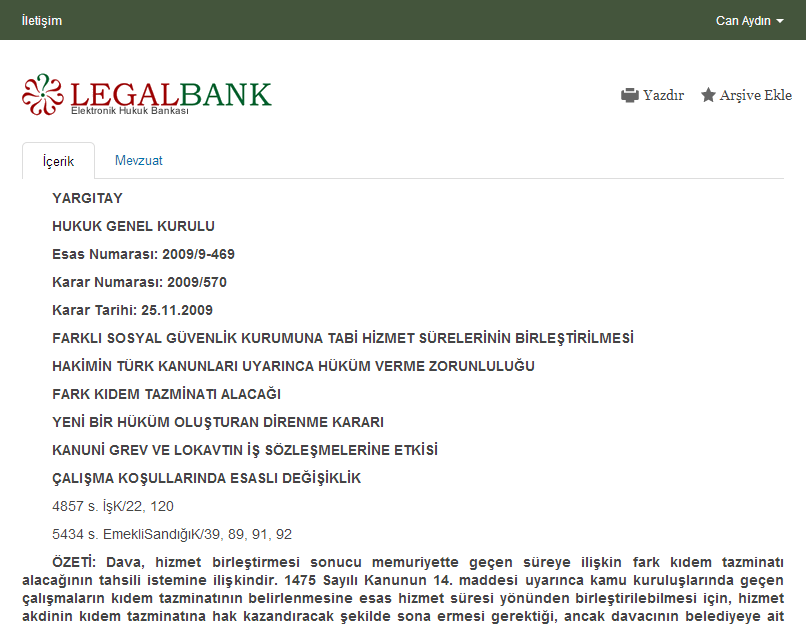 İletişim
Can Aydın
LEGALBANK
Elektronik Hukuk Bankası
Yazdır
Arşive Ekle
İçerik
Mevzuat
YARGITAY
HUKUK GENEL KURULU
Esas Numarası: 2009/9-469
Karar Numarası: 2009/570
Karar Tarihi: 25.11.2009
FARKLI SOSYAL GÜVENLİK KURUMUNA TABİ HİZMET SÜRELERİNİN BİRLEŞTİRİLMESİ
HAKİMİN TÜRK KANUNLARI UYARINCA HÜKÜM VERME ZORUNLULUĞU
FARK KIDEM TAZMİNATI ALACAĞI
YENİ BİR HÜKÜM OLUŞTURAN DİRENME KARARI
KANUNİ GREV VE LOKAVTIN İŞ SÖZLEŞMELERİNE ETKİSİ
ÇALIŞMA KOŞULLARINDA ESASLI DEĞİŞİKLİK
4857 s. İşK/22, 120
5434 s. EmekliSandığıK/39, 89, 91, 92
ÖZETİ: Dava, hizmet birleştirmesi sonucu memuriyette geçen süreye ilişkin fark kıdem tazminatı
alacağının tahsili istemine ilişkindir. 1475 Sayılı Kanunun 14. maddesi uyarınca kamu kuruluşlarında geçen
çalışmaların kıdem tazminatının belirlenmesine esas hizmet süresi yönünden birleştirilebilmesi için, hizmet
akdinin kıdem tazminatına hak kazandıracak şekilde sona ermesi gerektiği, ancak davacının belediyeye ait